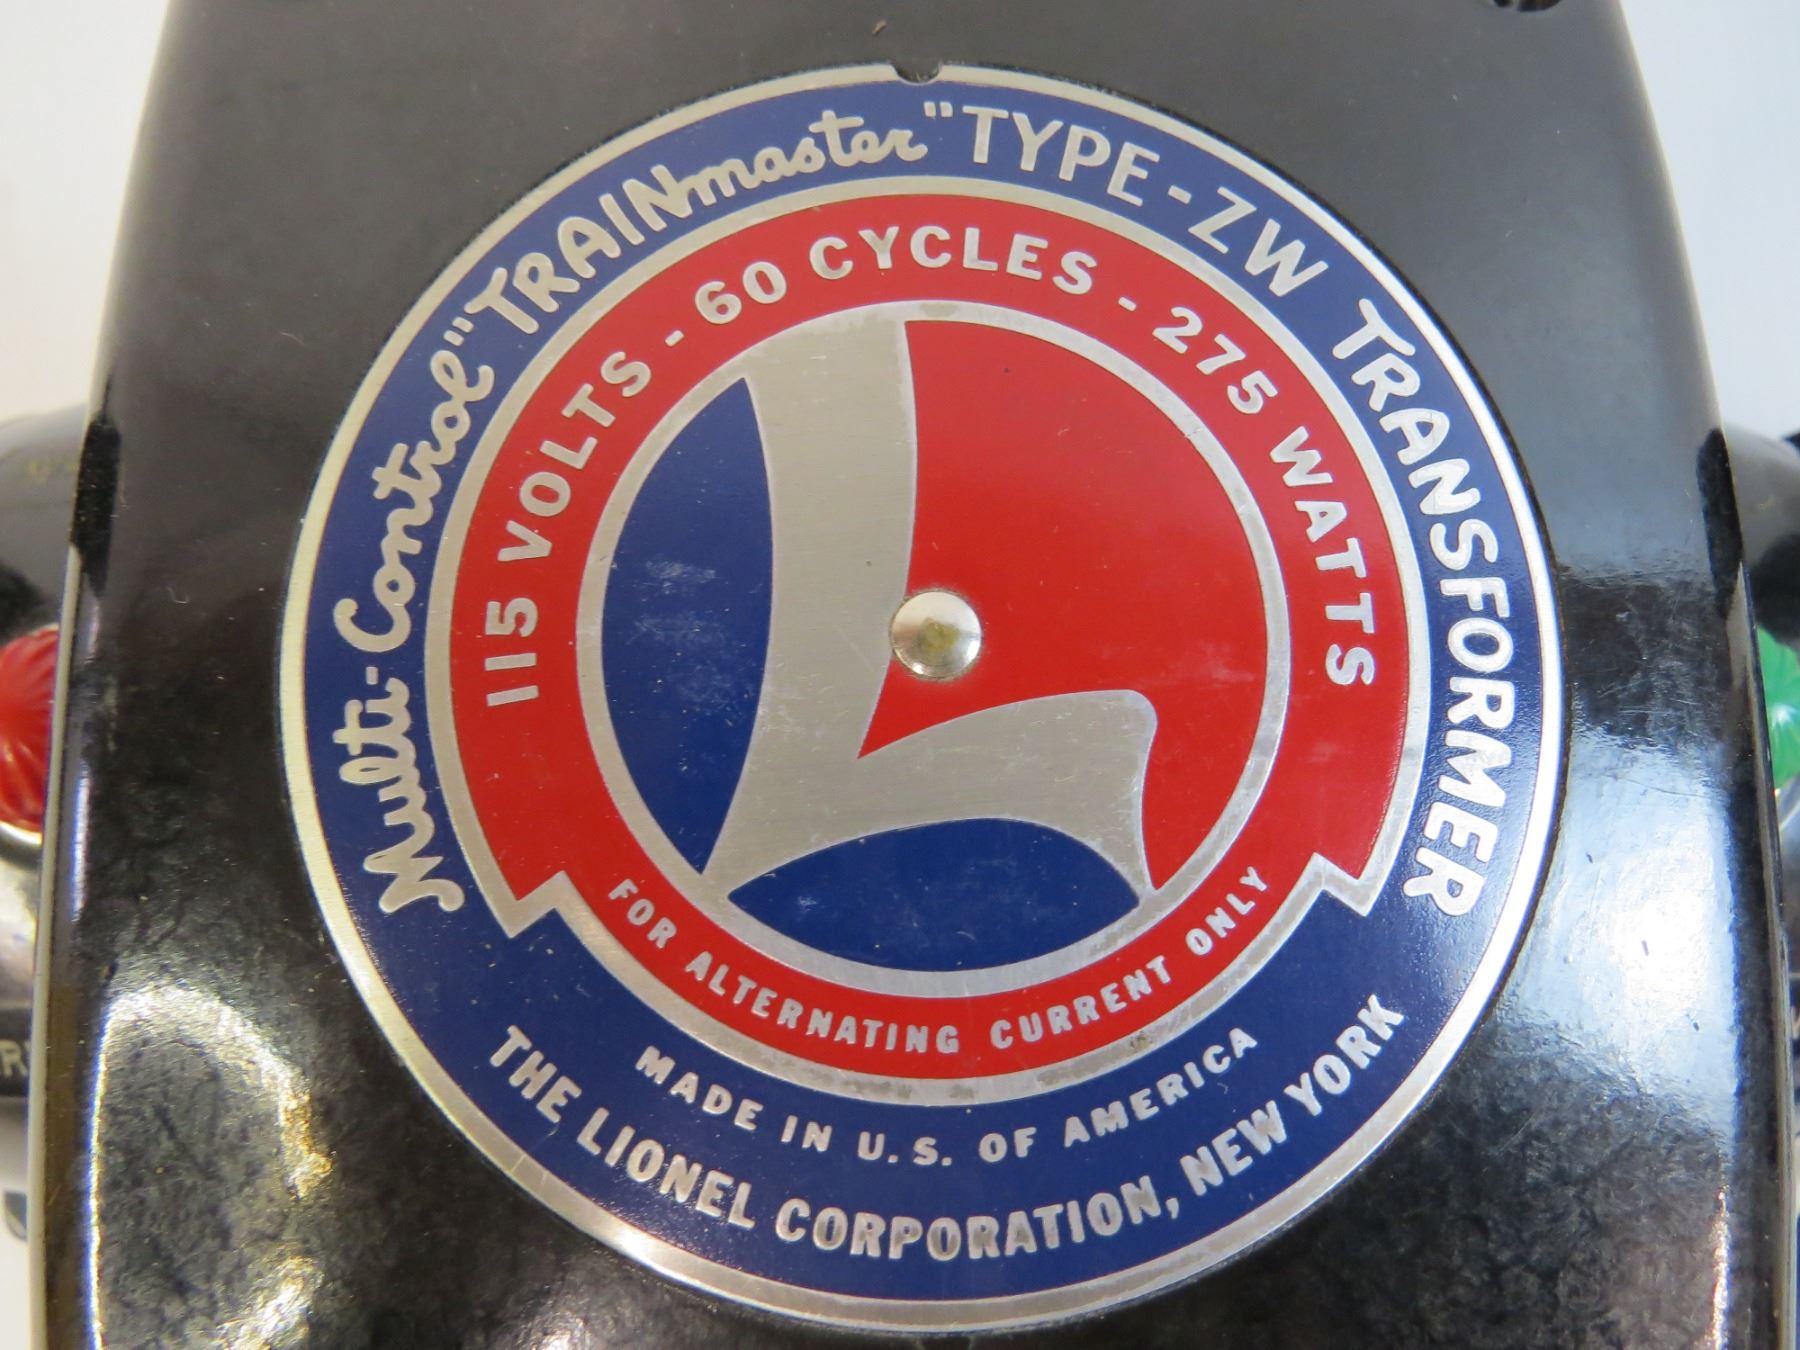 Multi-Control "TRAINmaster" TYPE-ZW TRANSFORMER
115 VOLTS - 60 CYCLES - 275 WATTS
L
FOR ALTERNATING CURRENT ONLY
MADE IN U.S. OF AMERICA
THE LIONEL CORPORATION, NEW YORK